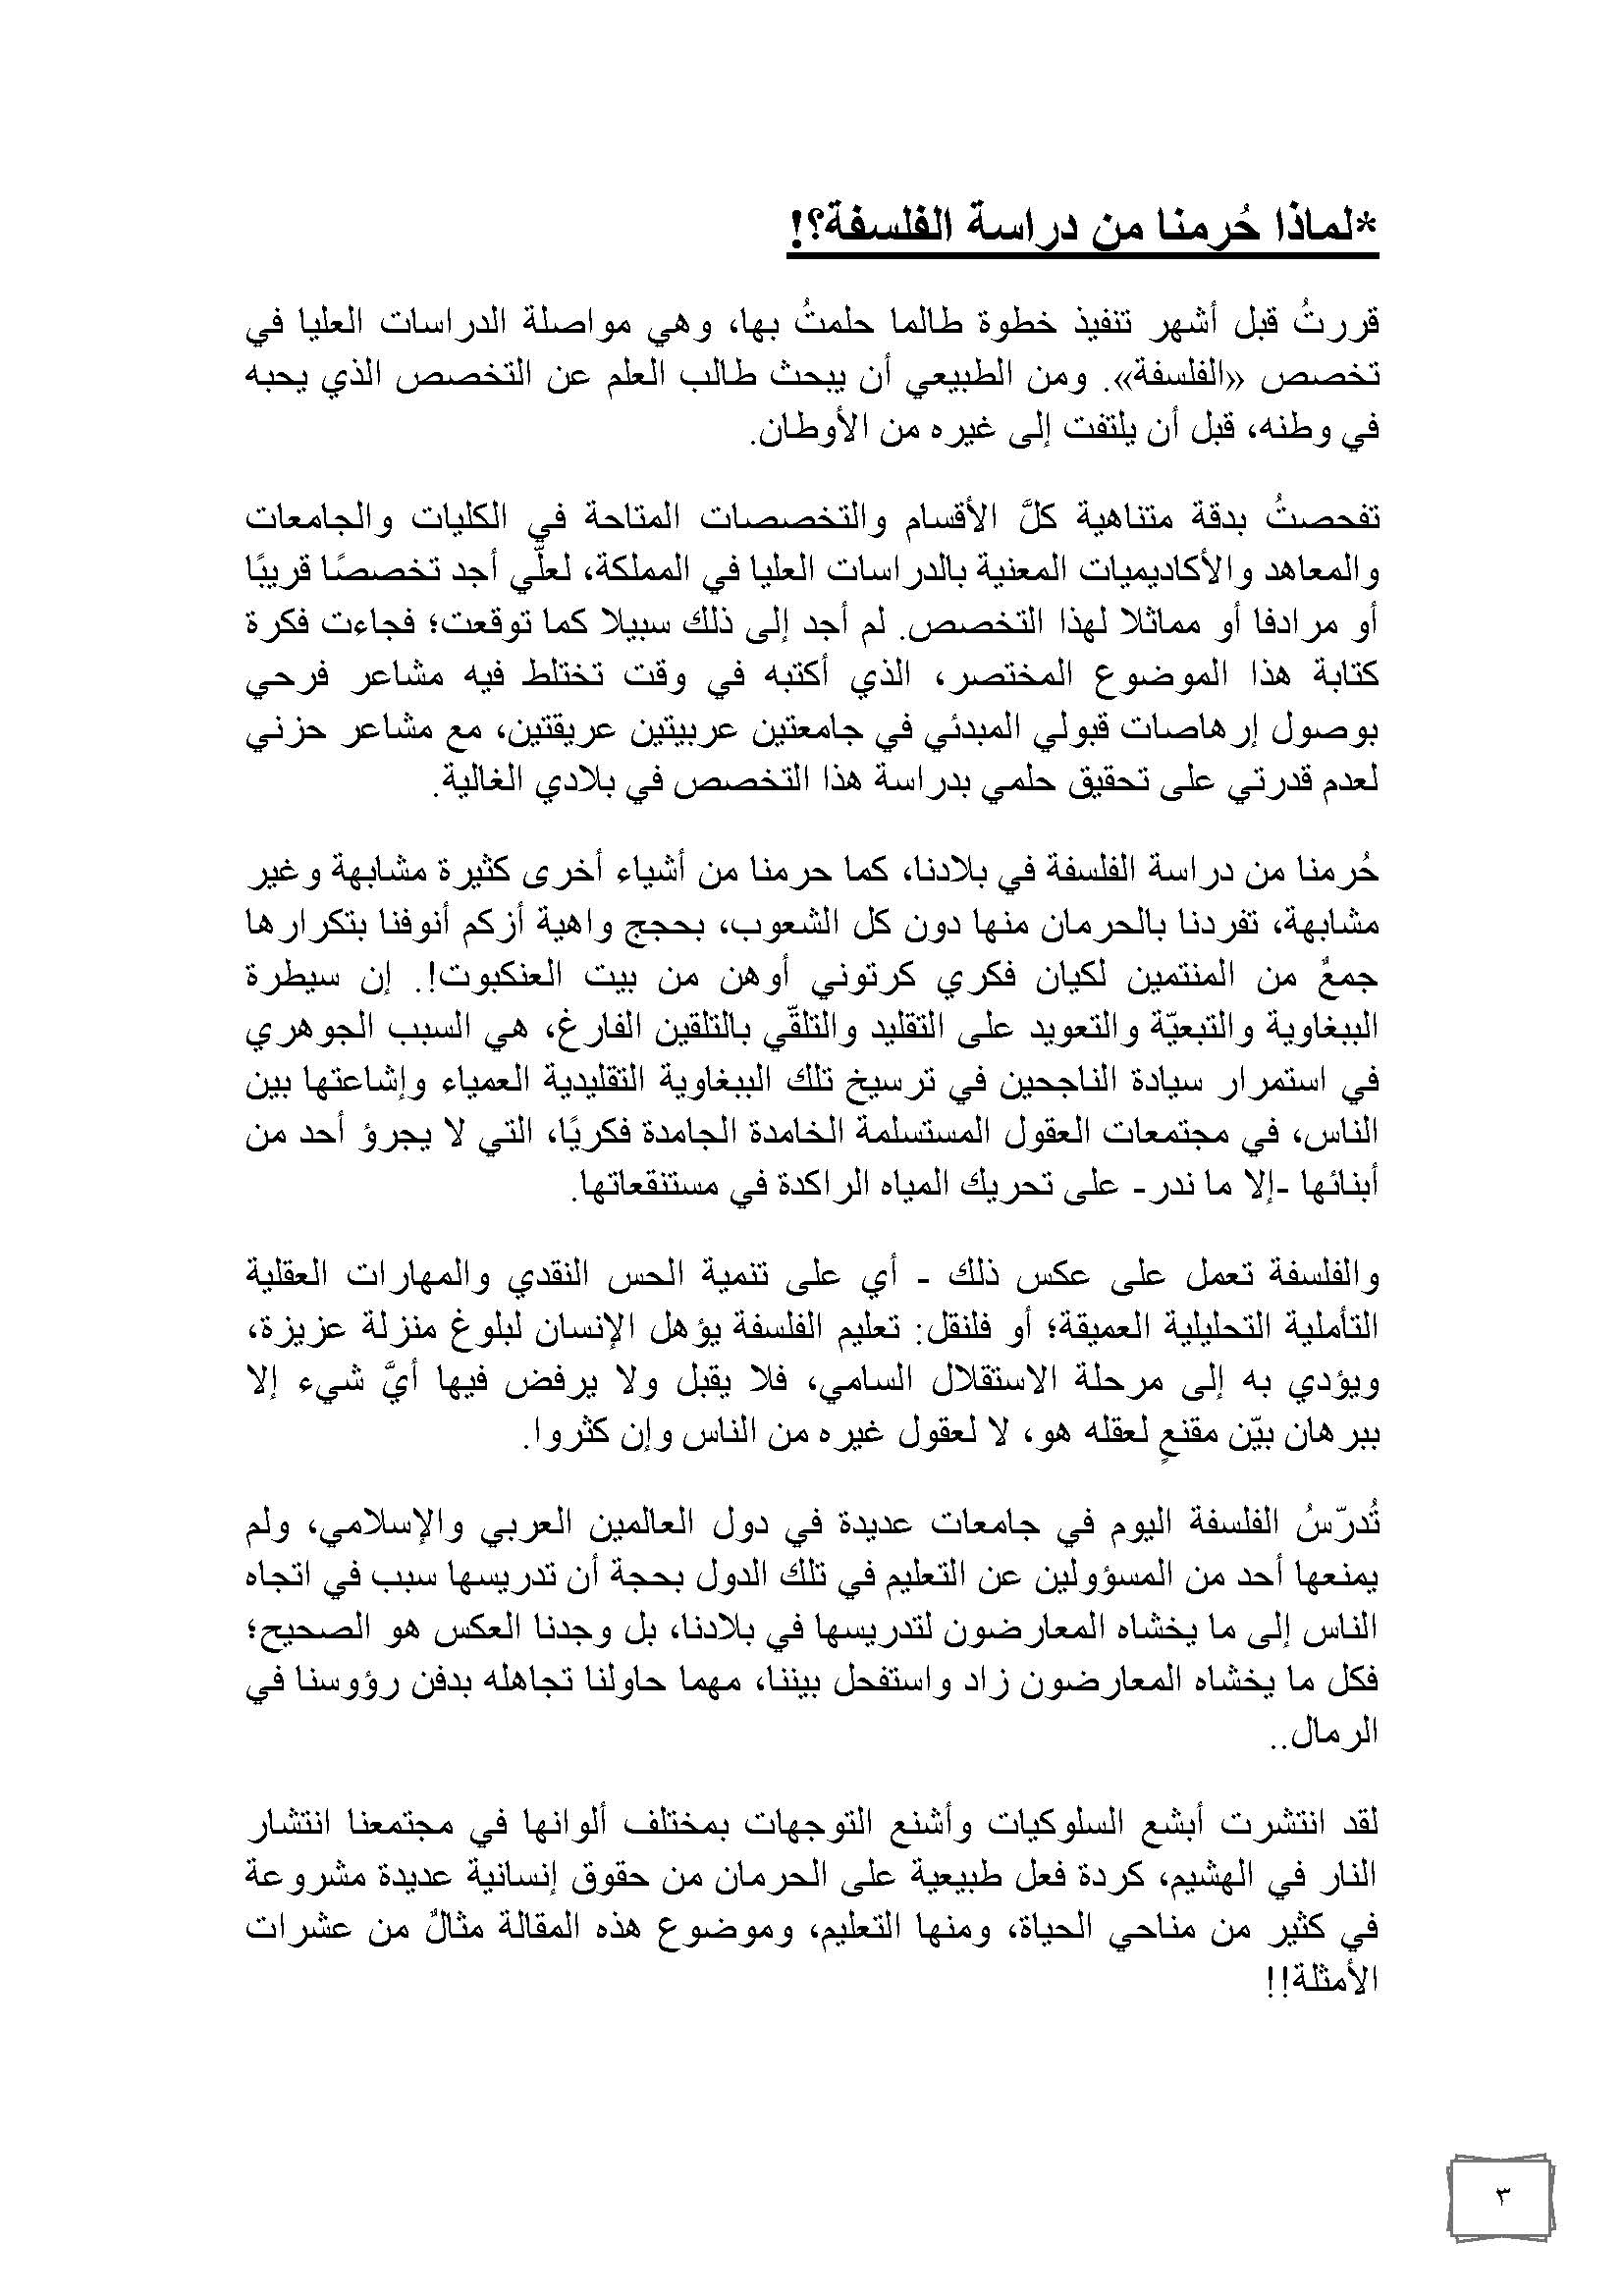 *لماذا حُرمنا من دراسة الفلسفة؟!
قررتُ قبل أشهر تنفيذ خطوة طالما حلمتُ بها، وهي مواصلة الدراسات العليا في
تخصص «الفلسفة». ومن الطبيعي أن يبحث طالب العلم عن التخصص الذي يحبه
في وطنه، قبل أن يلتفت إلى غيره من الأوطان.
تفحصتُ بدقة متناهية كلَّ الأقسام والتخصصات المتاحة في الكليات والجامعات
والمعاهد والأكاديميات المعنية بالدراسات العليا في المملكة، لعلّي أجد تخصصًا قريبًا
أو مرادفا أو مماثلا لهذا التخصص. لم أجد إلى ذلك سبيلا كما توقعت؛ فجاءت فكرة
كتابة هذا الموضوع المختصر، الذي أكتبه في وقت تختلط فيه مشاعر فرحي
بوصول إرهاصات قبولي المبدئي في جامعتين عربيتين عريقتين، مع مشاعر حزني
لعدم قدرتي على تحقيق حلمي بدراسة هذا التخصص في بلادي الغالية.
حُرمنا من دراسة الفلسفة في بلادنا، كما حرمنا من أشياء أخرى كثيرة مشابهة وغير
مشابهة، تفردنا بالحرمان منها دون كل الشعوب، بحجج واهية أزكم أنوفنا بتكرارها
جمعٌ من المنتمين لكيان فكري كرتوني أوهن من بيت العنكبوت!. إن سيطرة
الببغاوية والتبعيّة والتعويد على التقليد والتلقّي بالتلقين الفارغ، هي السبب الجوهري
في استمرار سيادة الناجحين في ترسيخ تلك الببغاوية التقليدية العمياء وإشاعتها بين
الناس، في مجتمعات العقول المستسلمة الخامدة الجامدة فكريًا، التي لا يجرؤ أحد من
أبنائها -إلا ما ندر- على تحريك المياه الراكدة في مستنقعاتها.
والفلسفة تعمل على عكس ذلك - أي على تنمية الحس النقدي والمهارات العقلية
التأملية التحليلية العميقة؛ أو فلنقل: تعليم الفلسفة يؤهل الإنسان لبلوغ منزلة عزيزة،
ويؤدي به إلى مرحلة الاستقلال السامي، فلا يقبل ولا يرفض فيها أيَّ شيء إلا
ببرهان بيّن مقنعٍ لعقله هو، لا لعقول غيره من الناس وإن كثروا.
تُدرّسُ الفلسفة اليوم في جامعات عديدة في دول العالمين العربي والإسلامي، ولم
يمنعها أحد من المسؤولين عن التعليم في تلك الدول بحجة أن تدريسها سبب في اتجاه
الناس إلى ما يخشاه المعارضون لتدريسها في بلادنا، بل وجدنا العكس هو الصحيح؛
فكل ما يخشاه المعارضون زاد واستفحل بيننا، مهما حاولنا تجاهله بدفن رؤوسنا في
الرمال..
لقد انتشرت أبشع السلوكيات وأشنع التوجهات بمختلف ألوانها في مجتمعنا انتشار
النار في الهشيم، كردة فعل طبيعية على الحرمان من حقوق إنسانية عديدة مشروعة
في كثير من مناحي الحياة، ومنها التعليم، وموضوع هذه المقالة مثالٌ من عشرات
الأمثلة!!
٣